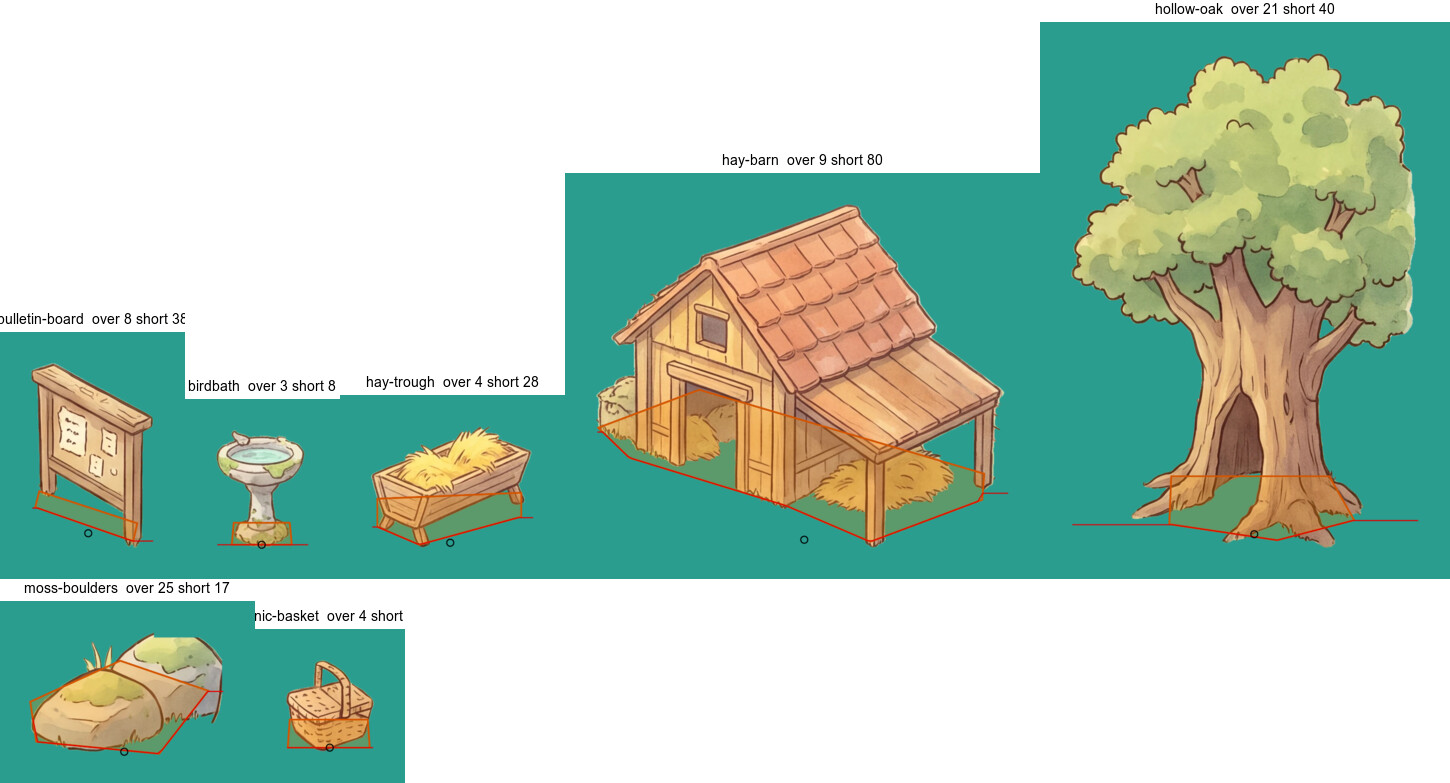 hollow-oak over 21 short 40
hay-barn over 9 short 80
bulletin-board over 8 short 38
birdbath over 3 short 8
hay-trough over 4 short 28
moss-boulders over 25 short 17
nic-basket over 4 short